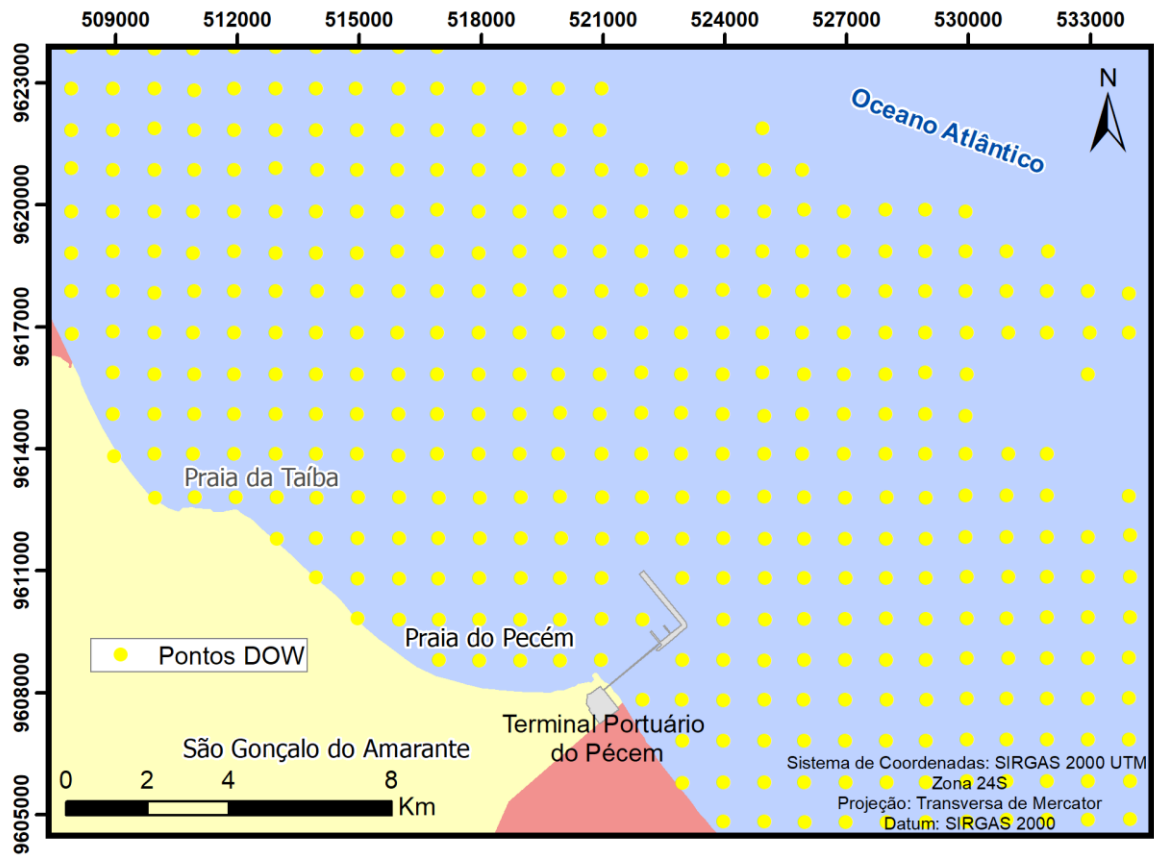 509000 512000 515000 518000 521000 524000 527000 530000 533000
9623000
9620000
9617000
9614000
9611000
9608000
9605000
N
Oceano Atlântico
Praia da Taíba
Praia do Pecém
Pontos DOW
Terminal Portuário
do Pécem
São Gonçalo do Amarante
0 2 4 8
Km
Sistema de Coordenadas: SIRGAS 2000 UTM
Zona 24S
Projeção: Transversa de Mercator
Datum: SIRGAS 2000